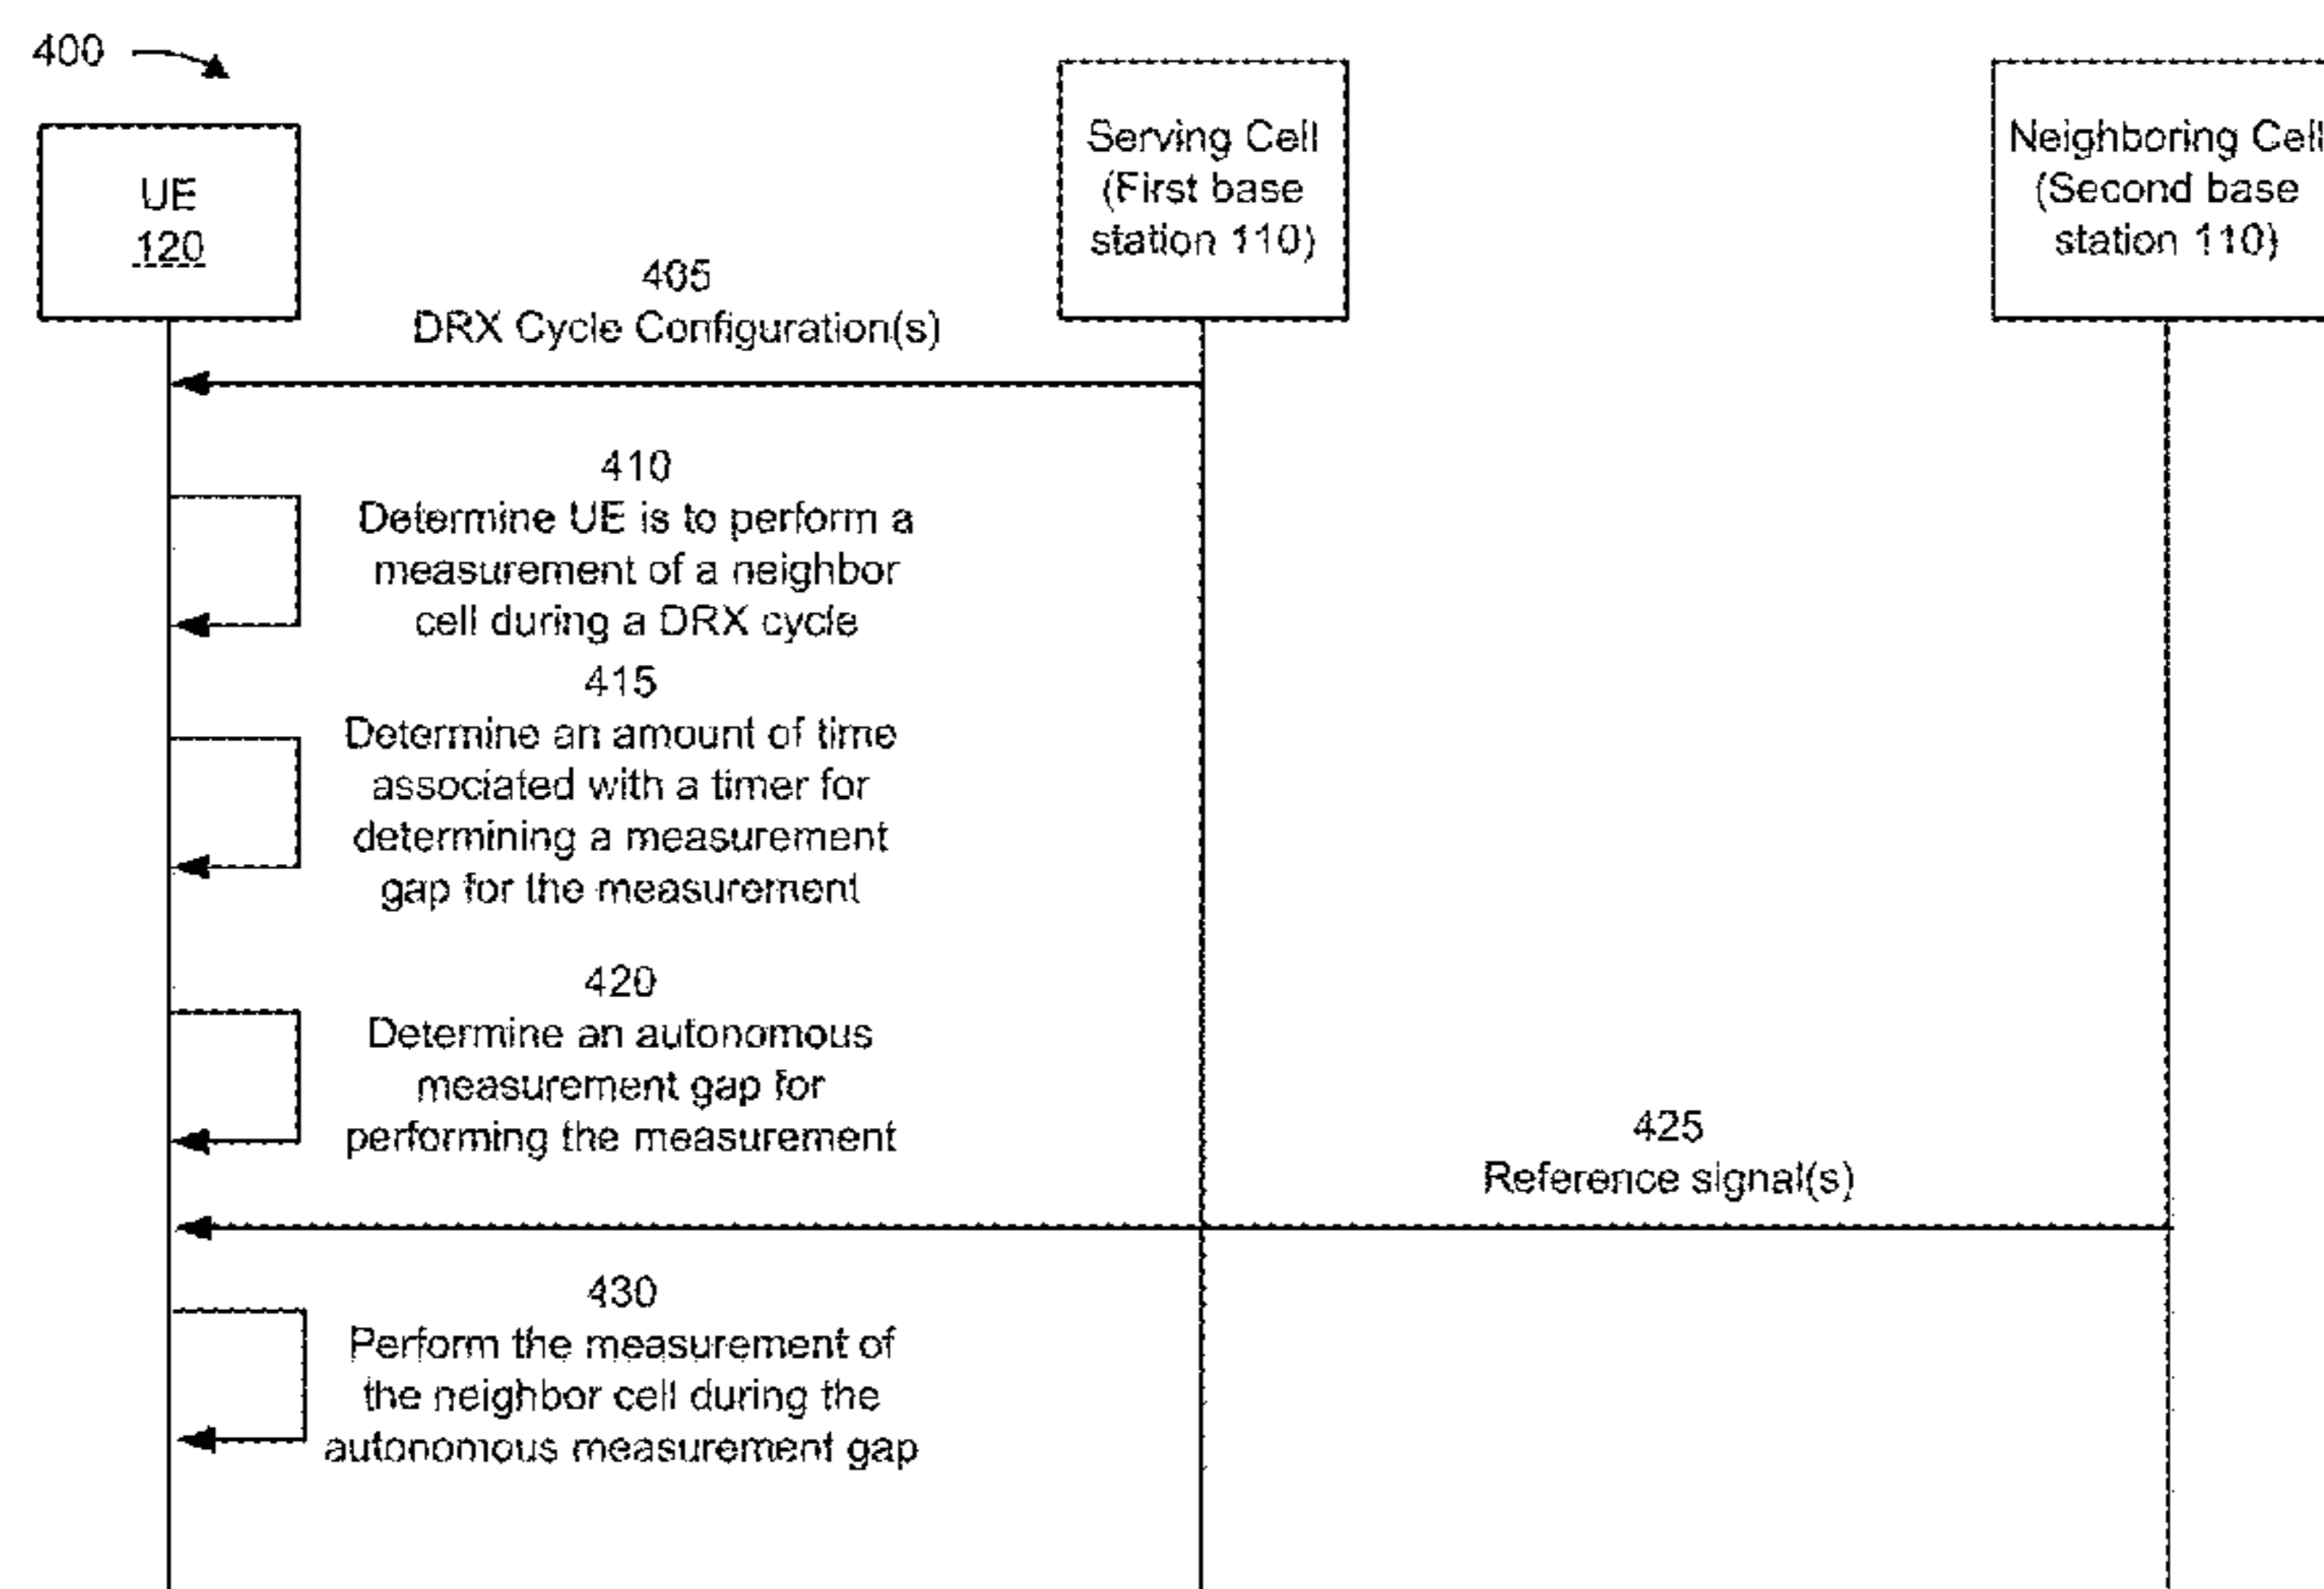 400
UE
120
Serving Cell
(First base
station 110)
Neighboring Cell
(Second base
station 110)
405
DRX Cycle Configuration(s)
410
Determine UE is to perform a
measurement of a neighbor
cell during a DRX cycle
415
Determine an amount of time
associated with a timer for
determining a measurement
gap for the measurement
420
Determine an autonomous
measurement gap for
performing the measurement
425
Reference signal(s)
430
Perform the measurement of
the neighbor cell during the
autonomous measurement gap